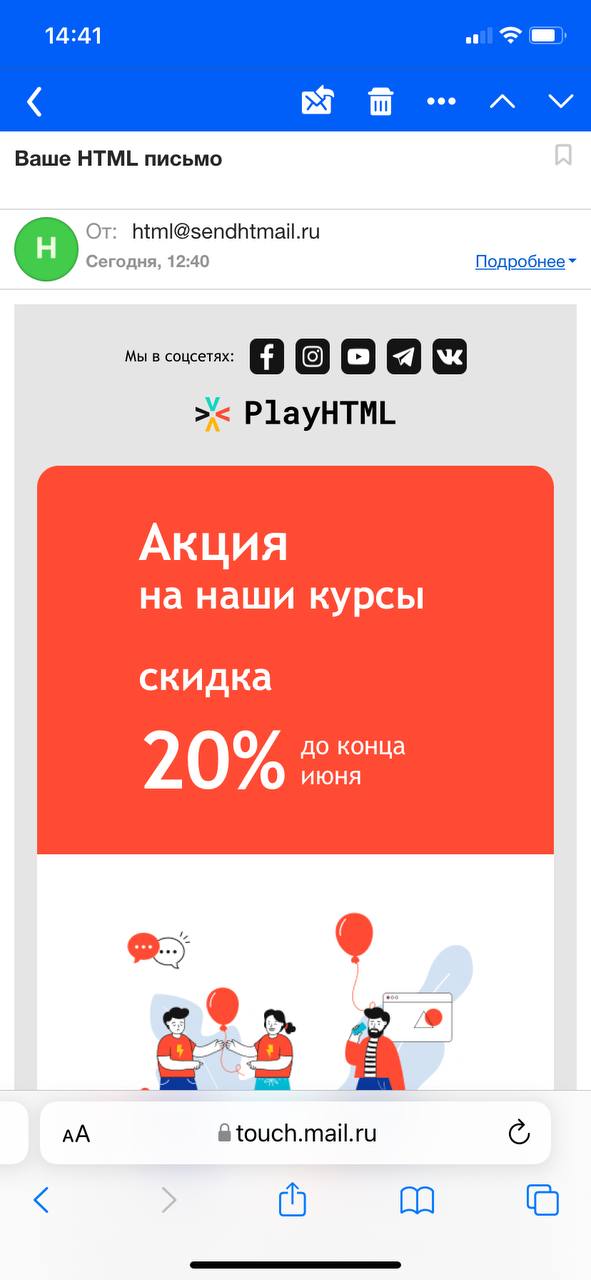 14:41
Ваше HTML письмо
H
От: html@sendhtmail.ru
Сегодня, 12:40
Подробнее
Мы в соцсетях:
PlayHTML
Акция
на наши курсы
скидка
20% до конца
июня
AA
touch.mail.ru